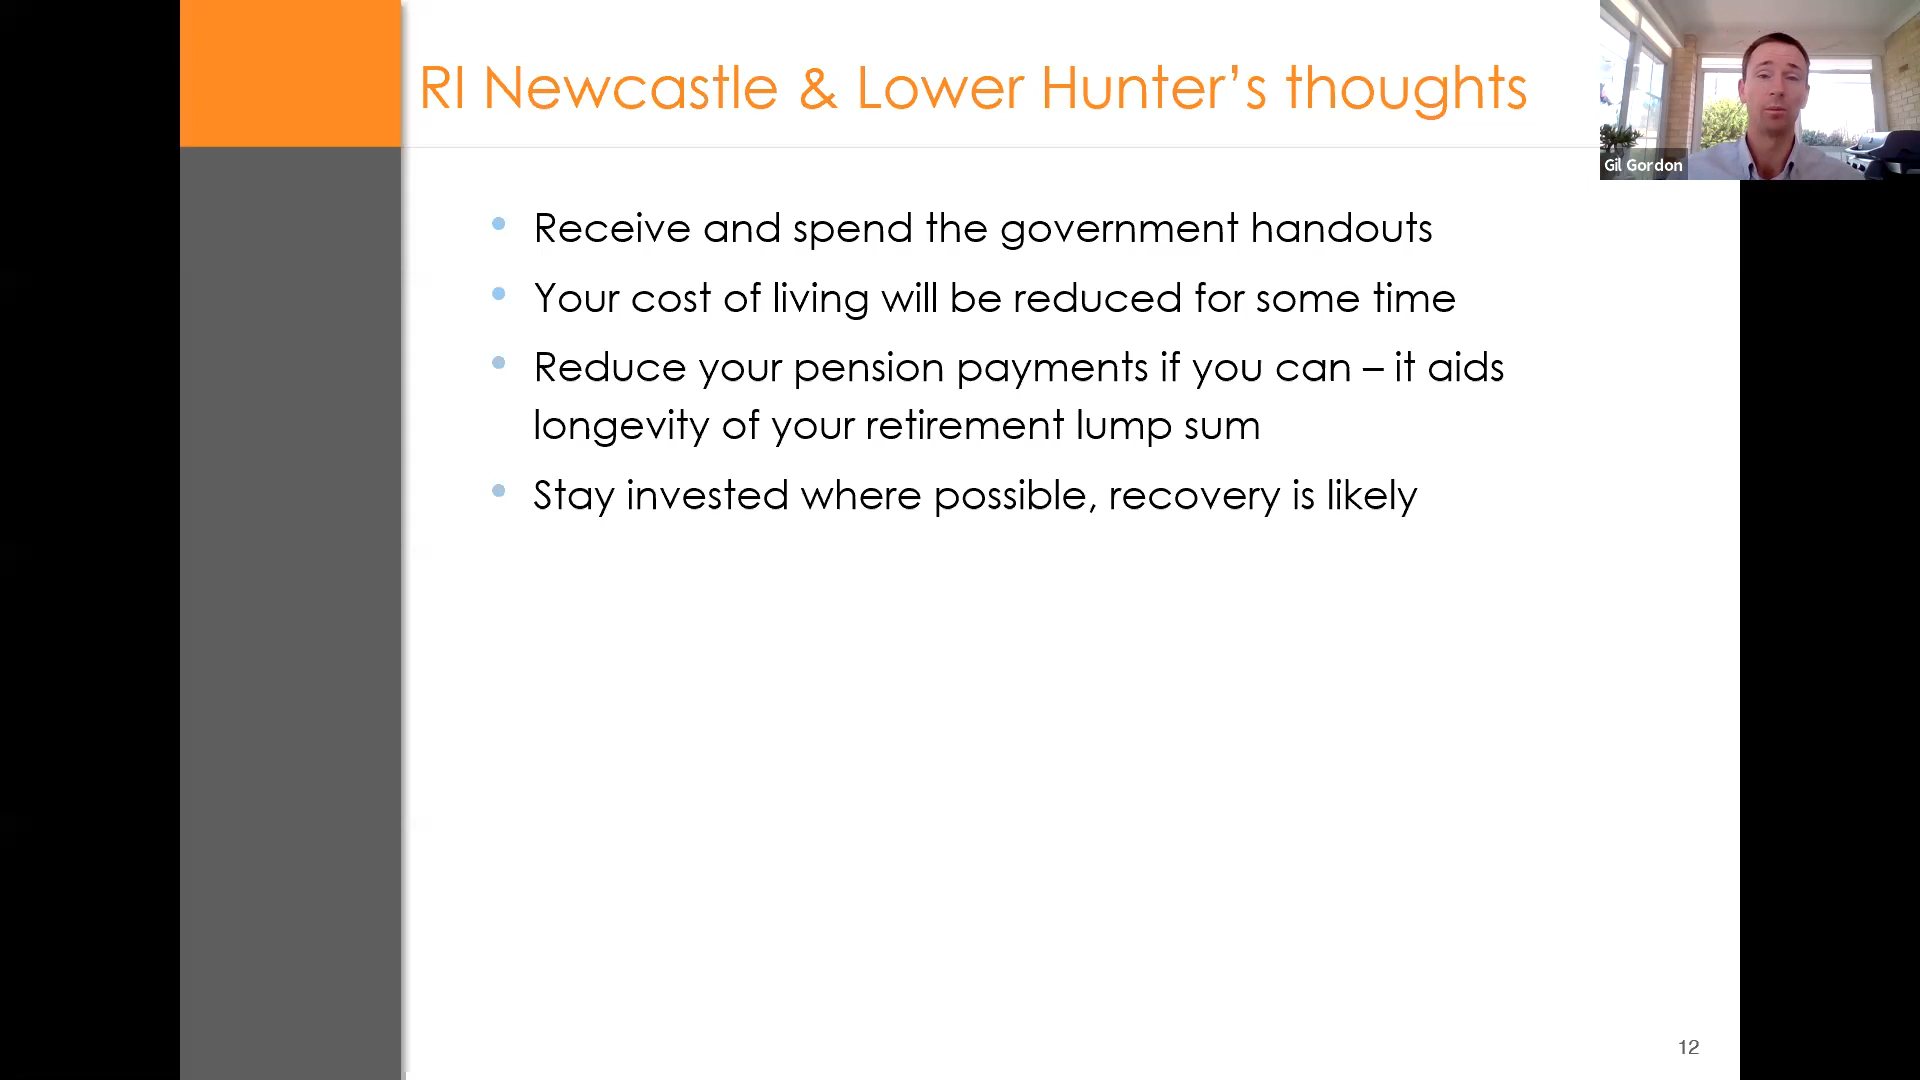 RI Newcastle & Lower Hunter’s thoughts
Gil Gordon
• Receive and spend the government handouts
• Your cost of living will be reduced for some time
• Reduce your pension payments if you can – it aids
longevity of your retirement lump sum
• Stay invested where possible, recovery is likely
12